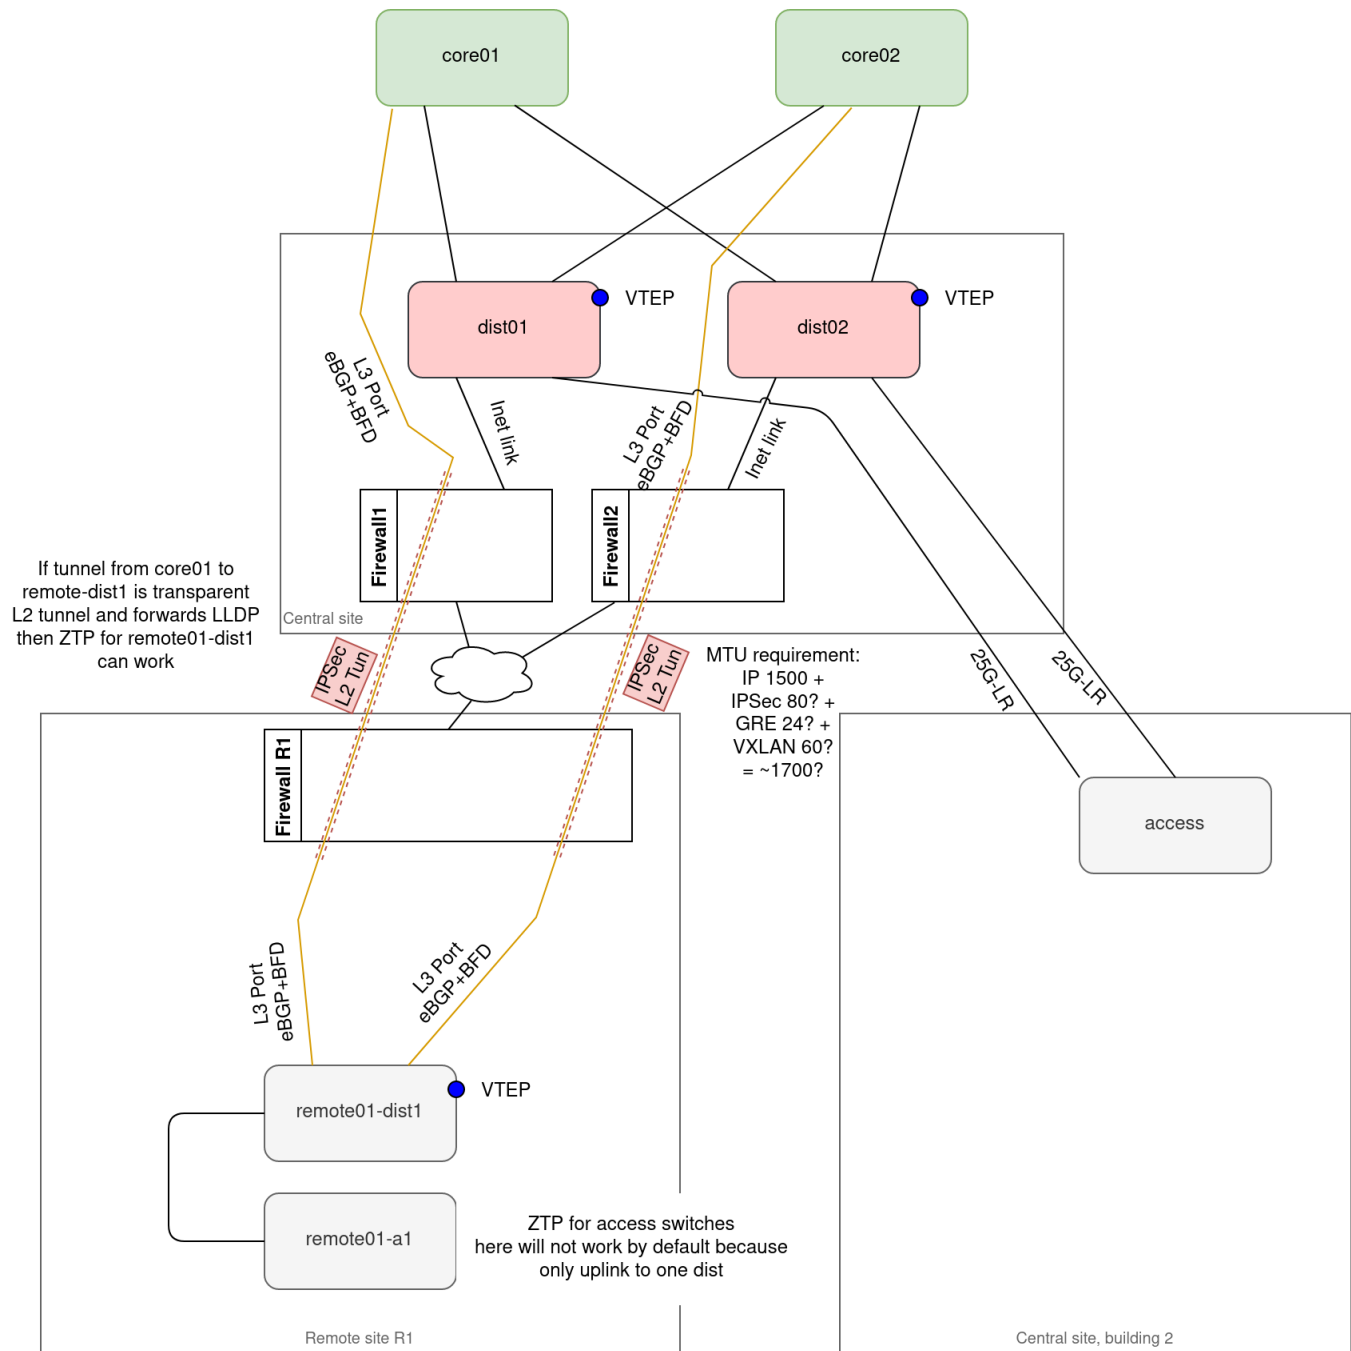 core01
core02
dist01
VTEP
dist02
VTEP
L3 Port
eBGP+BFD
Inet link
L3 Port
eBGP+BFD
Inet link
Firewall1
Firewall2
If tunnel from core01 to
remote-dist1 is transparent
L2 tunnel and forwards LLDP
then ZTP for remote01-dist1
can work
Central site
IPSec
L2 Tun
IPSec
L2 Tun
MTU requirement:
IP 1500 +
IPSec 80? +
GRE 24? +
VXLAN 60?
= ~1700?
25G-LR
25G-LR
Firewall R1
access
L3 Port
eBGP+BFD
L3 Port
eBGP+BFD
remote01-dist1
VTEP
remote01-a1
ZTP for access switches
here will not work by default because
only uplink to one dist
Remote site R1
Central site, building 2